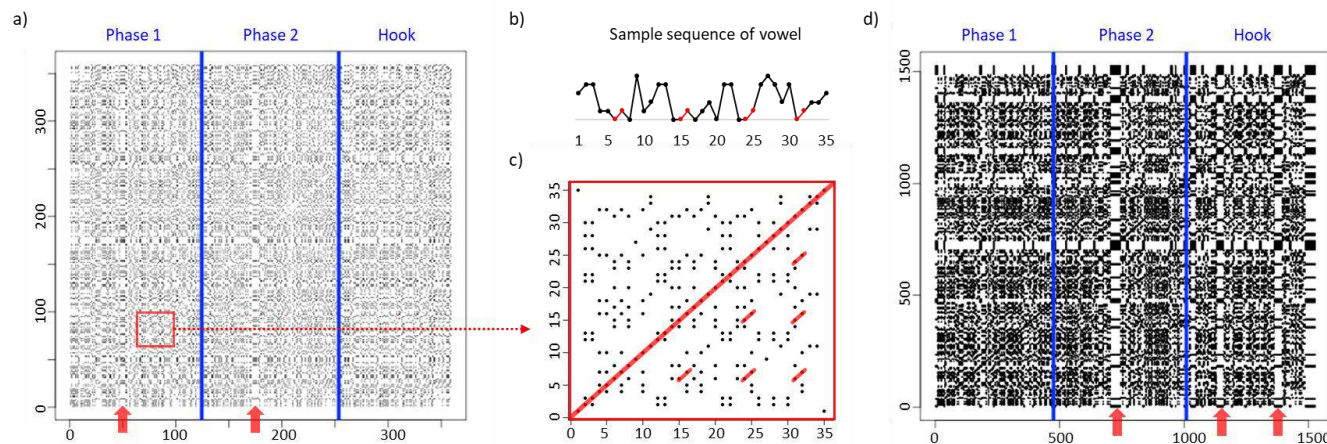 a)
Phase 1 Phase 2 Hook
300
200
100
0
0 100 200 300
b)
Sample sequence of vowel
1 5 10 15 20 25 30 35
c)
35
30
25
20
15
10
5
0
0 5 10 15 20 25 30 35
d)
Phase 1 Phase 2 Hook
1500
1000
500
0
0 500 1000 1500